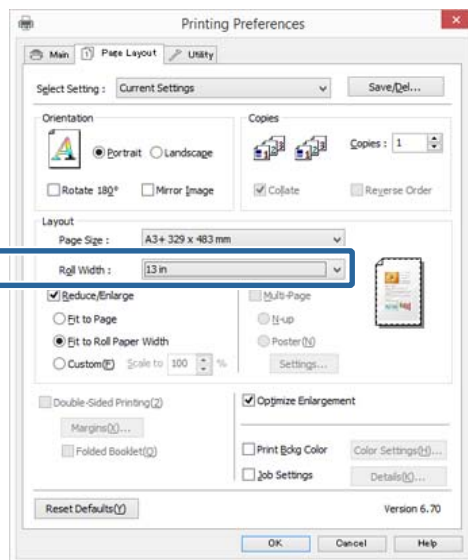 Printing Preferences
Main Page Layout Utility
Select Setting : Current Settings Save/Del...
Orientation Copies
Portrait Landscape Copies : 1
Rotate 180° Mirror Image Collate Reverse Order
Layout
Page Size : A3+ 329 x 483 mm
Roll Width : 13 in
Reduce/Enlarge Multi-Page
Fit to Page N-up
Fit to Roll Paper Width Poster(N)
Custom(F) Scale to 100 % Settings...
Double-Sided Printing(2) Optimize Enlargement
Margins(X)...
Folded Booklet(Q) Print Bckg Color Color Settings(H)...
Job Settings Details(K)...
Reset Defaults(Y) Version 6.70
OK Cancel Help